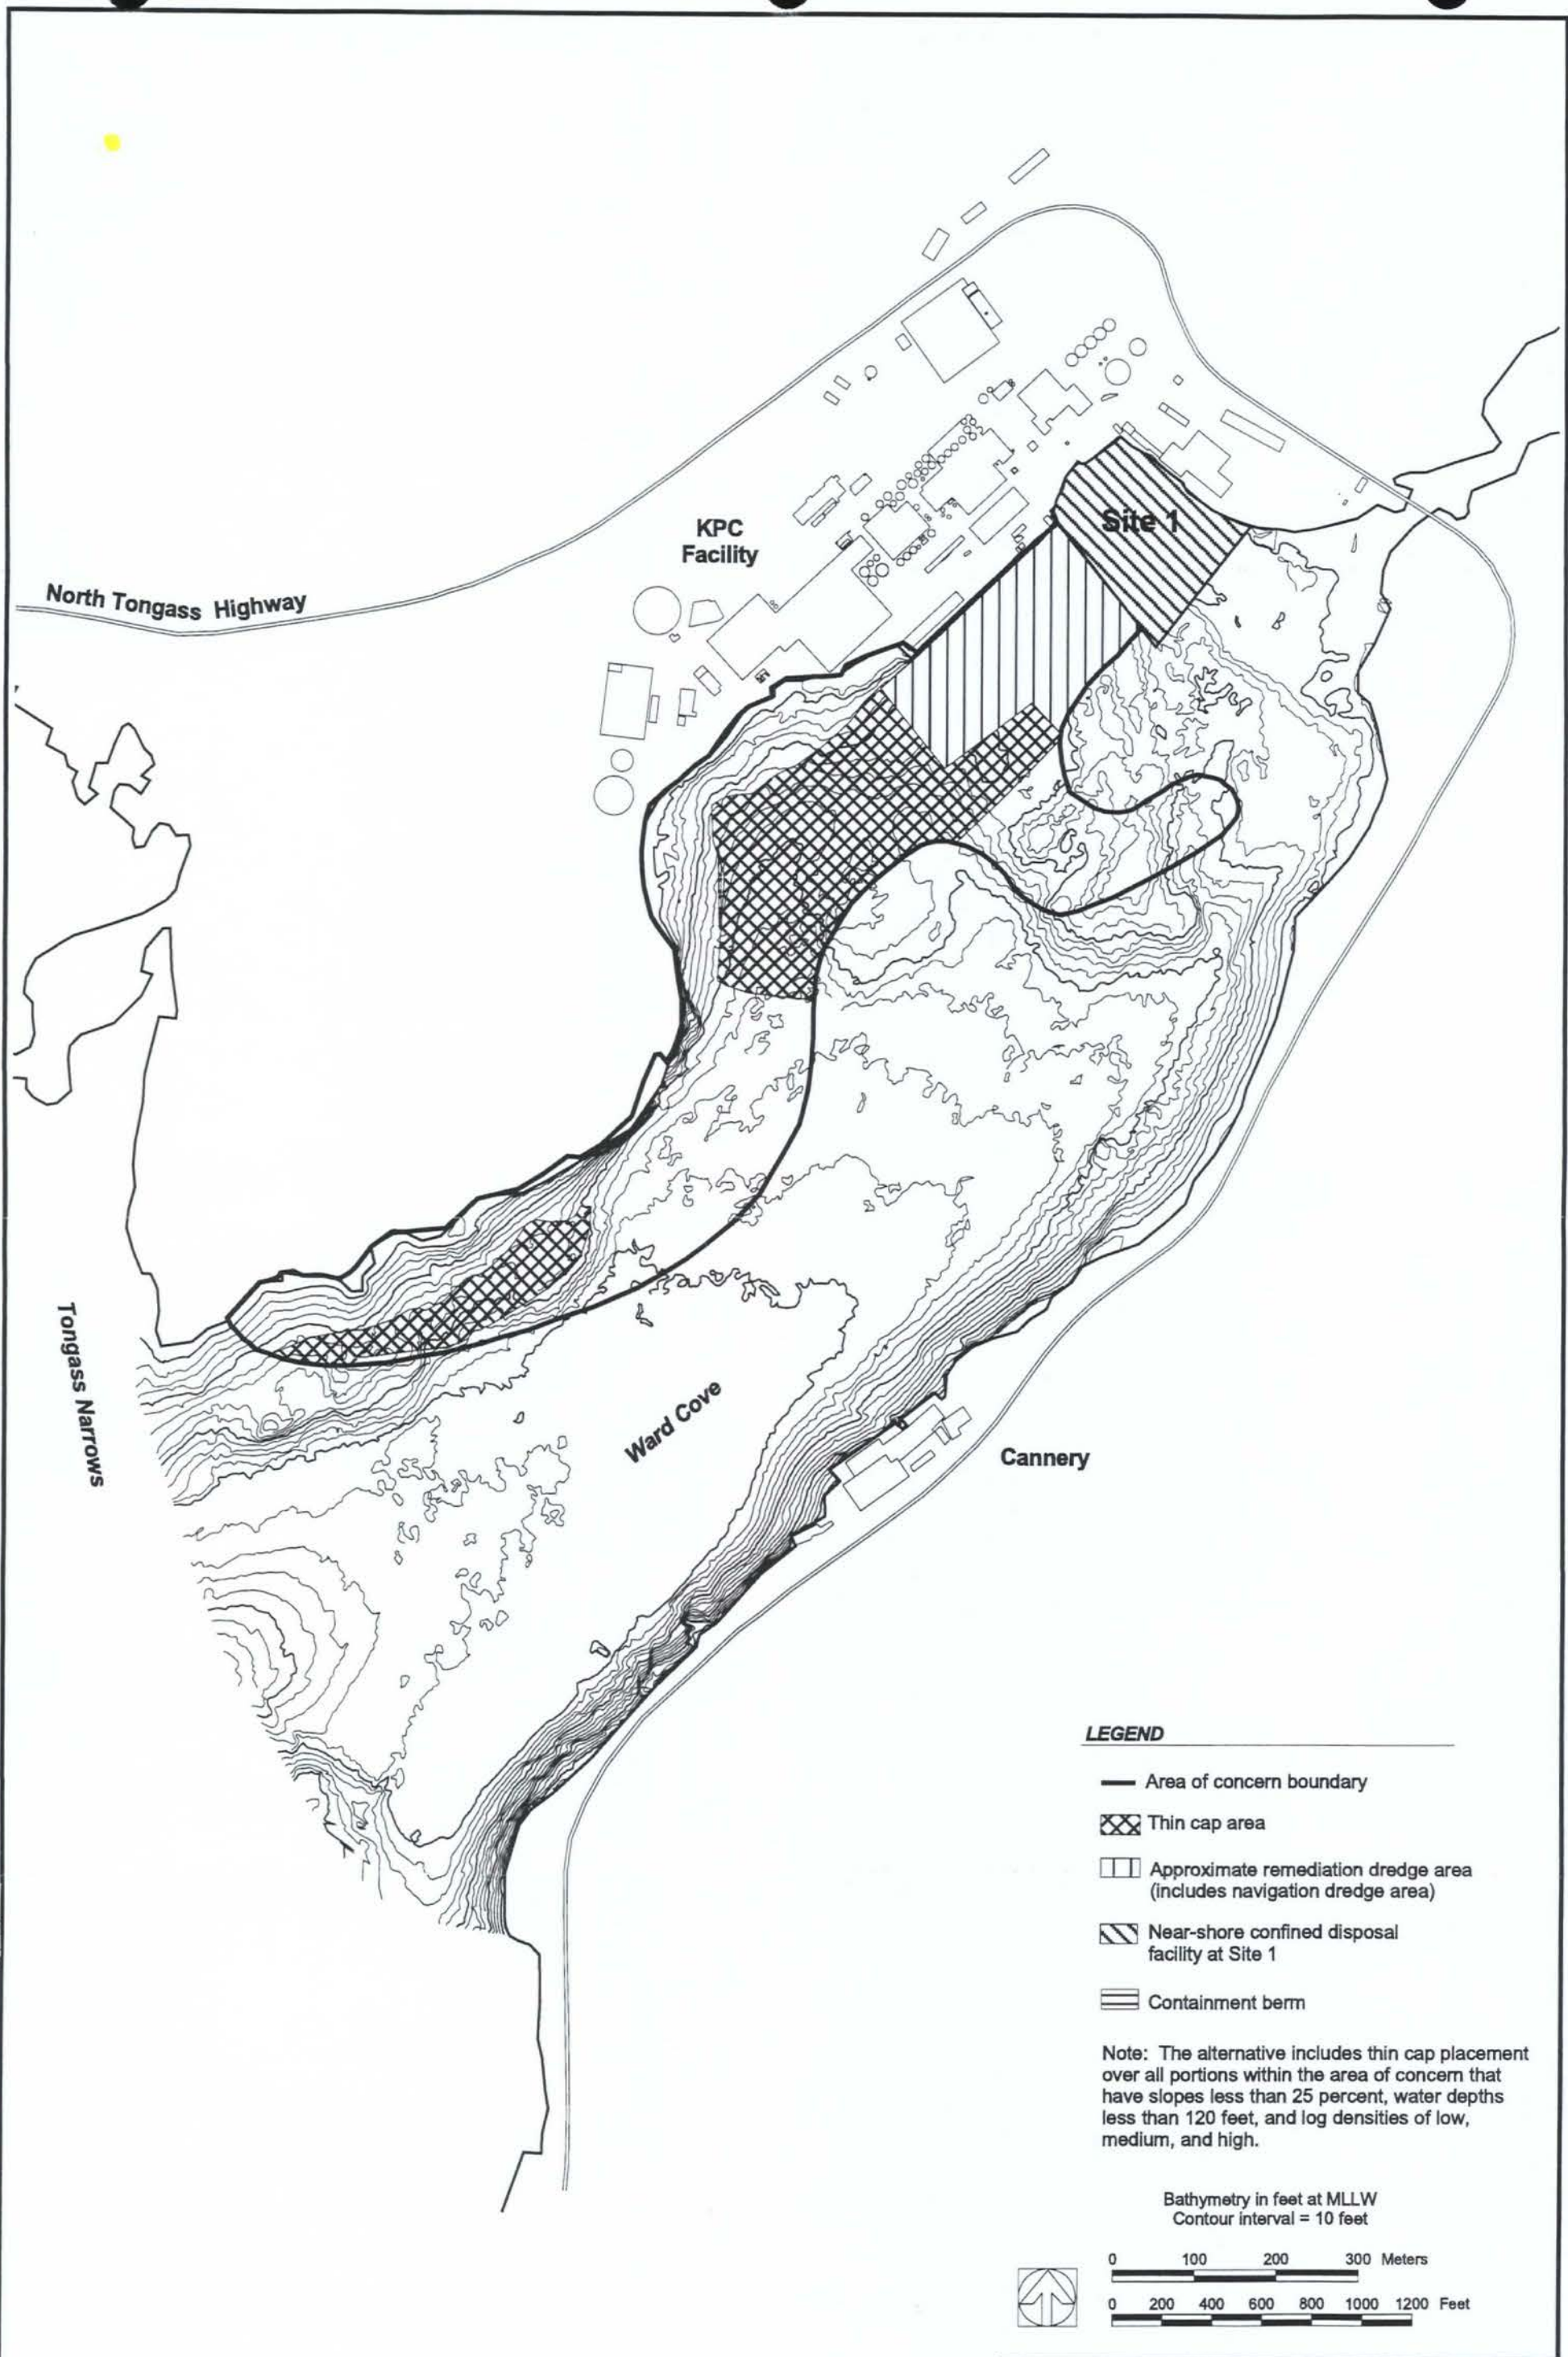 Site 1
KPC
Facility
North Tongass Highway
Tongass Narrows
Ward Cove
Cannery
LEGEND
Area of concern boundary
Thin cap area
Approximate remediation dredge area
(includes navigation dredge area)
Near-shore confined disposal
facility at Site 1
Containment berm
Note: The alternative includes thin cap placement
over all portions within the area of concern that
have slopes less than 25 percent, water depths
less than 120 feet, and log densities of low,
medium, and high.
Bathymetry in feet at MLLW
Contour interval = 10 feet
0 100 200 300 Meters
0 200 400 600 800 1000 1200 Feet